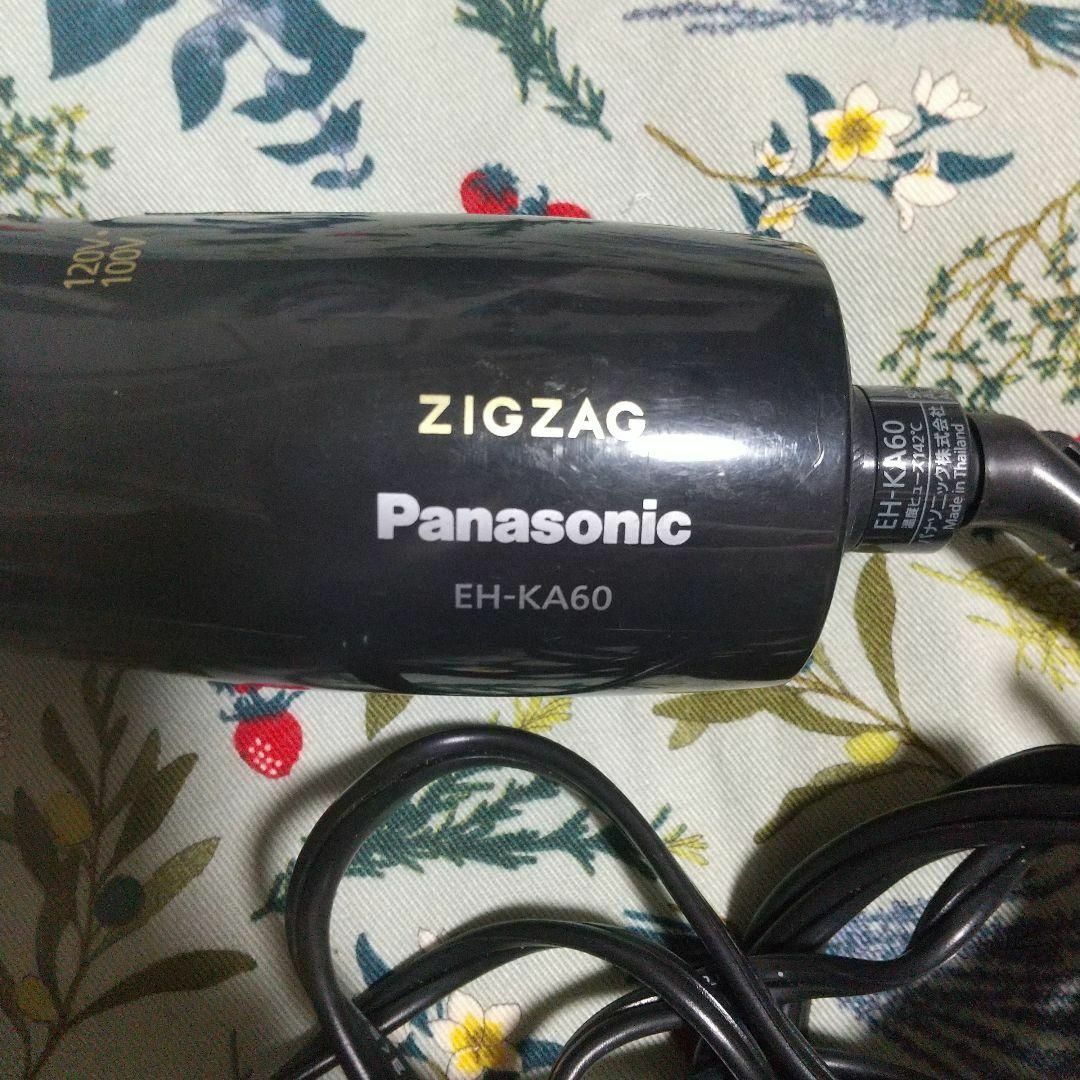 120V-
100V
ZIGZAG
Panasonic
EH-KA60
EH-KA60
温度ヒューズ142℃
パナソニック株式会社
Made in Thailand